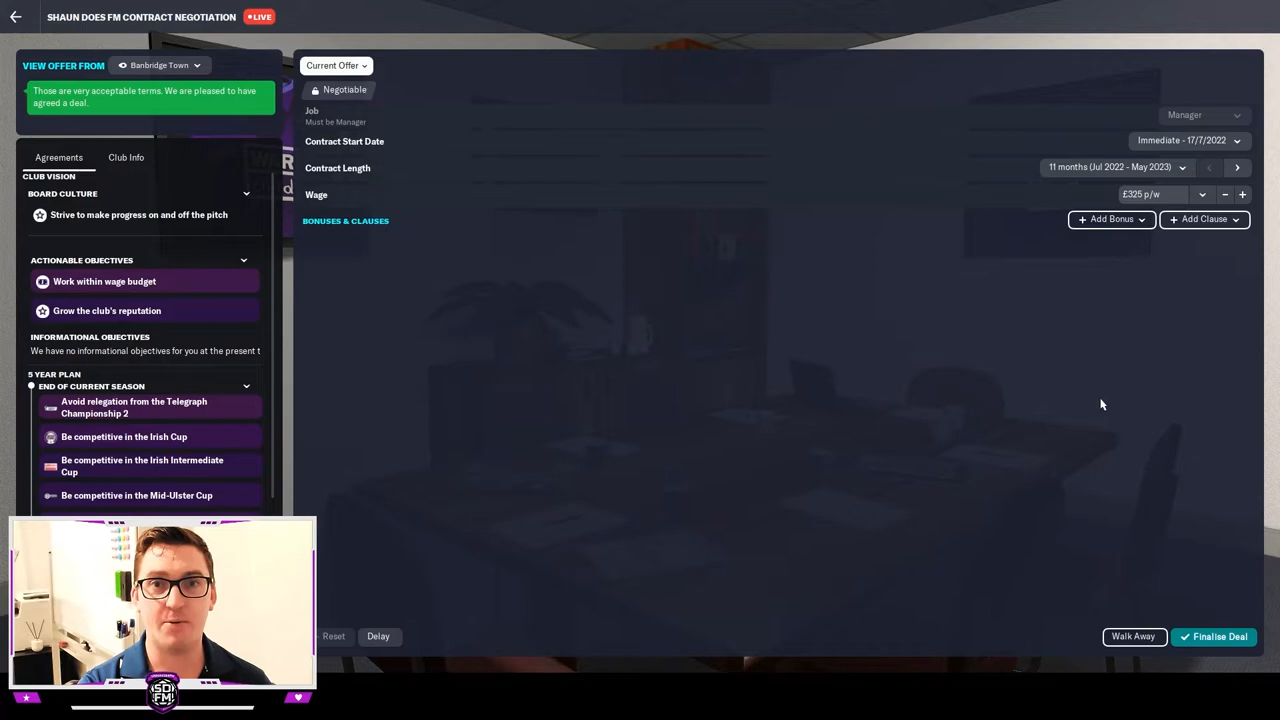 SHAUN DOES FM CONTRACT NEGOTIATION
LIVE
VIEW OFFER FROM
Banbridge Town
Those are very acceptable terms. We are pleased to have
agreed a deal.
Agreements
Club Info
CLUB VISION
BOARD CULTURE
Strive to make progress on and off the pitch
ACTIONABLE OBJECTIVES
Work within wage budget
Grow the club's reputation
INFORMATIONAL OBJECTIVES
We have no informational objectives for you at the present t
5 YEAR PLAN
END OF CURRENT SEASON
Avoid relegation from the Telegraph
Championship 2
Be competitive in the Irish Cup
Be competitive in the Irish Intermediate
Cup
Be competitive in the Mid-Ulster Cup
Current Offer
Negotiable
Job
Must be Manager
Manager
Contract Start Date
Immediate - 17/7/2022
Contract Length
11 months (Jul 2022 - May 2023)
Wage
£325 p/w
BONUSES & CLAUSES
+ Add Bonus
+ Add Clause
Reset
Delay
Walk Away
Finalise Deal
SD
FM